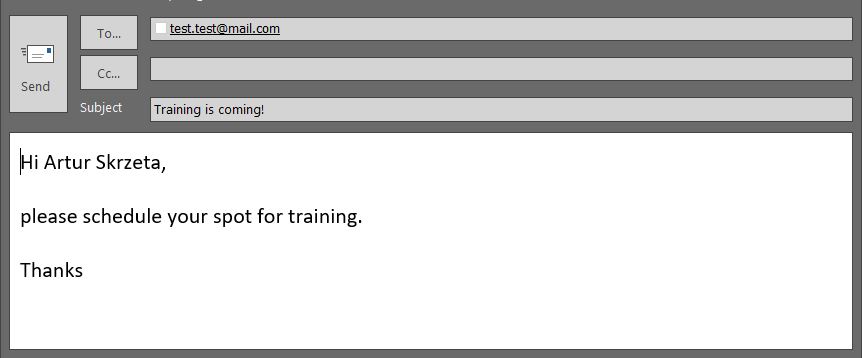 To...
test.test@mail.com
Cc...
Send
Subject
Training is coming!
Hi Artur Skrzeta,
please schedule your spot for training.
Thanks